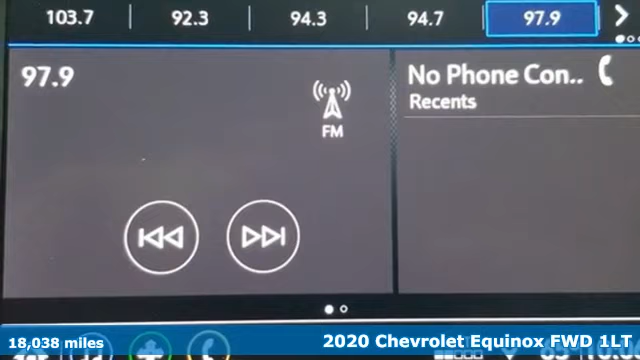 103.7 92.3 94.3 94.7 97.9
97.9
FM
No Phone Con..
Recents
18,038 miles
2020 Chevrolet Equinox FWD 1LT